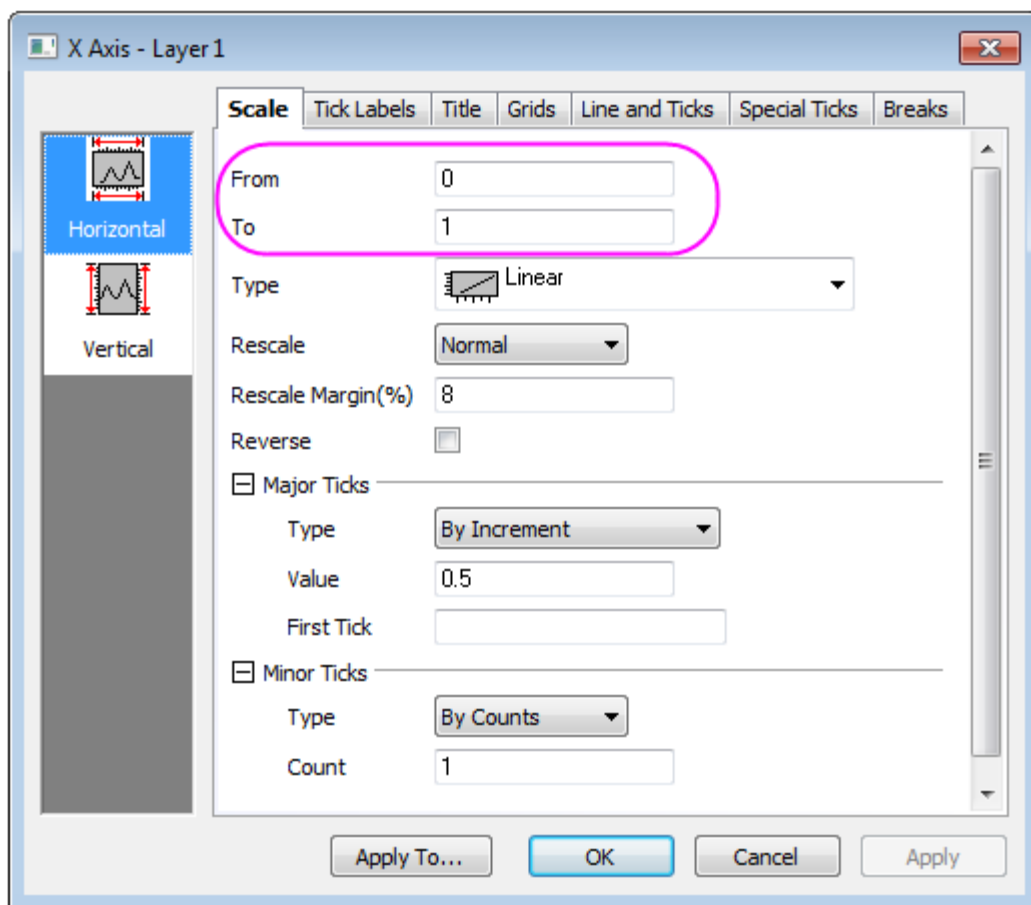 X Axis - Layer 1
Scale Tick Labels Title Grids Line and Ticks Special Ticks Breaks
Horizontal
Vertical
From 0
To 1
Type Linear
Rescale Normal
Rescale Margin(%) 8
Reverse
Major Ticks
Type By Increment
Value 0.5
First Tick
Minor Ticks
Type By Counts
Count 1
Apply To... OK Cancel Apply